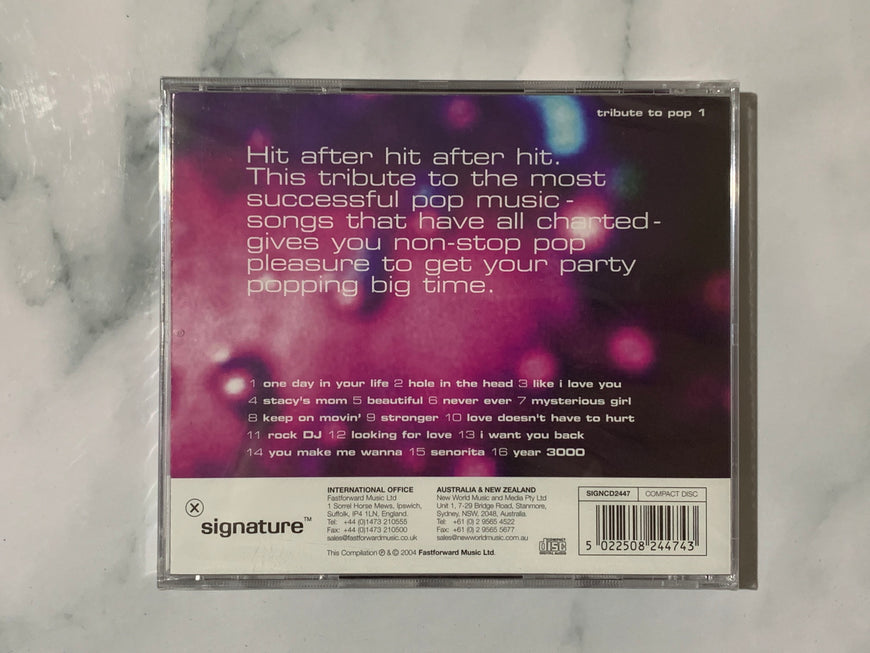 tribute to pop 1
Hit after hit after hit.
This tribute to the most
successful pop music -
songs that have all charted -
gives you non-stop pop
pleasure to get your party
popping big time.
1 one day in your life 2 hole in the head 3 like i love you
4 stacy's mom 5 beautiful 6 never ever 7 mysterious girl
8 keep on movin' 9 stronger 10 love doesn't have to hurt
11 rock DJ 12 looking for love 13 i want you back
14 you make me wanna 15 senorita 16 year 3000
signature™
INTERNATIONAL OFFICE
Fastforward Music Ltd
1 Sorrel Horse Mews, Ipswich,
Suffolk, IP4 1LN, England.
Tel: +44 (0)1473 210555
Fax: +44 (0)1473 210500
sales@fastforwardmusic.co.uk
AUSTRALIA & NEW ZEALAND
New World Music and Media Pty Ltd
Unit 1, 7-29 Bridge Road, Stanmore,
Sydney, NSW, 2048, Australia.
Tel: +61 (0) 2 9565 4522
Fax: +61 (0) 2 9565 5677
sales@newworldmusic.com.au
This Compilation ℗ & © 2004 Fastforward Music Ltd.
COMPACT
disc
DIGITAL AUDIO
SIGNCD2447 COMPACT DISC
5 022508 244743